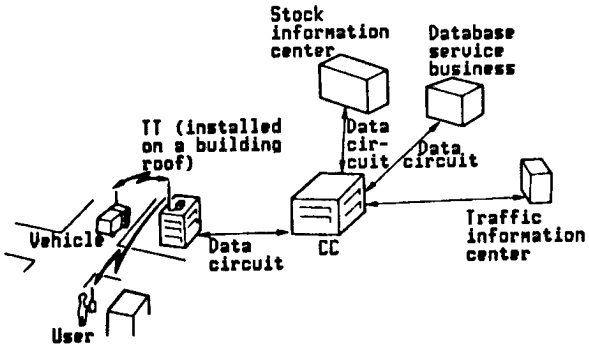 Stock
information
center
Database
service
business
TT (installed
on a building
roof)
Data
cir-
cuit
Data
circuit
Vehicle
Data
circuit
CC
Traffic
information
center
User